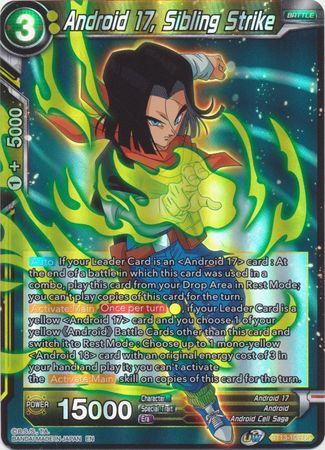 3
Android 17, Sibling Strike
BATTLE
1 + 5000
Auto If your Leader Card is an <Android 17> card : At
the end of a battle in which this card was used in a
combo, play this card from your Drop Area in Rest Mode;
you can't play copies of this card for the turn.
Activate Main Once per turn , if your Leader Card is a
yellow <Android 17> card and you choose 1 of your
yellow 《Android》 Battle Cards other than this card and
switch it to Rest Mode : Choose up to 1 mono-yellow
<Android 18> card with an original energy cost of 3 in
your hand and play it; you can't activate
the Activate Main skill on copies of this card for the turn.
POWER
15000
Character Android 17
Special Trait Android
Era Android Cell Saga
©B.S./S., T.A.
BANDAI MADE IN JAPAN EN